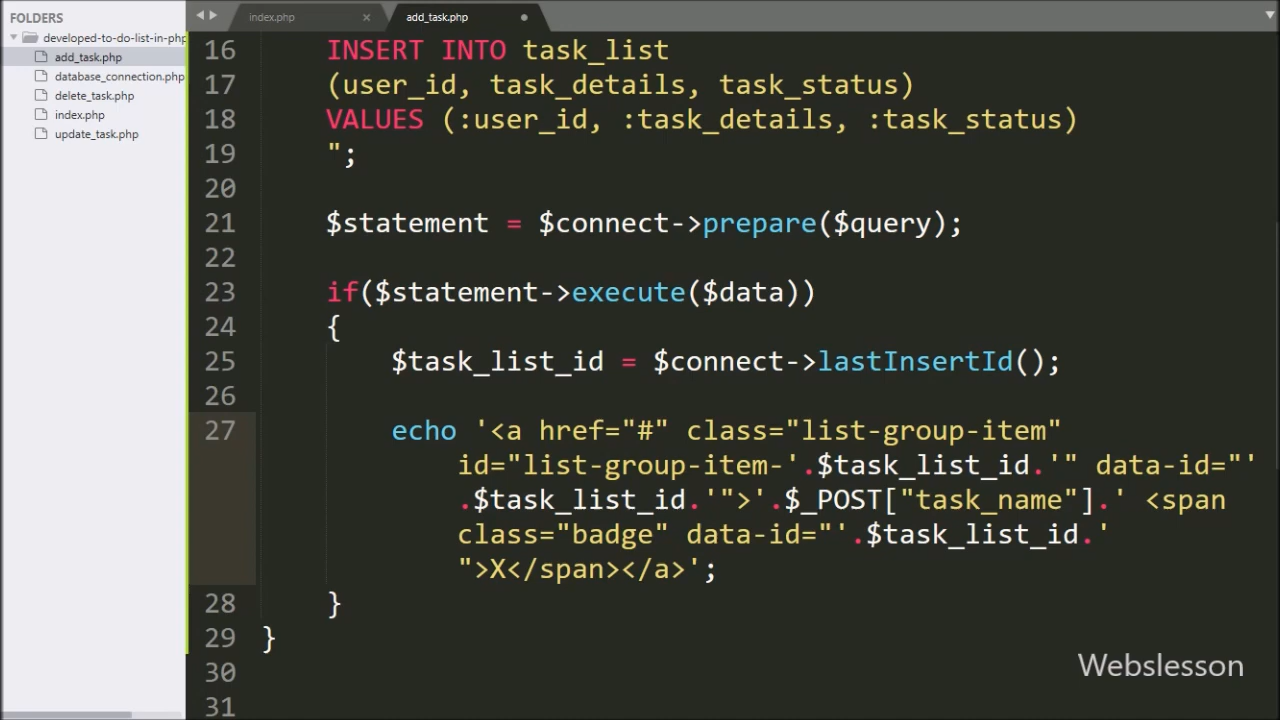 FOLDERS
developed-to-do-list-in-php
add_task.php
database_connection.php
delete_task.php
index.php
update_task.php
index.php × add_task.php
16 INSERT INTO task_list
17 (user_id, task_details, task_status)
18 VALUES (:user_id, :task_details, :task_status)
19 ";
20
21 $statement = $connect->prepare($query);
22
23 if($statement->execute($data))
24 {
25 $task_list_id = $connect->lastInsertId();
26
27 echo '<a href="#" class="list-group-item"
id="list-group-item-'.$task_list_id.'" data-id="'
.$task_list_id.'">'.$_POST["task_name"].' <span
class="badge" data-id="'.$task_list_id.'
">X</span></a>';
28 }
29 }
30
31
Webslesson